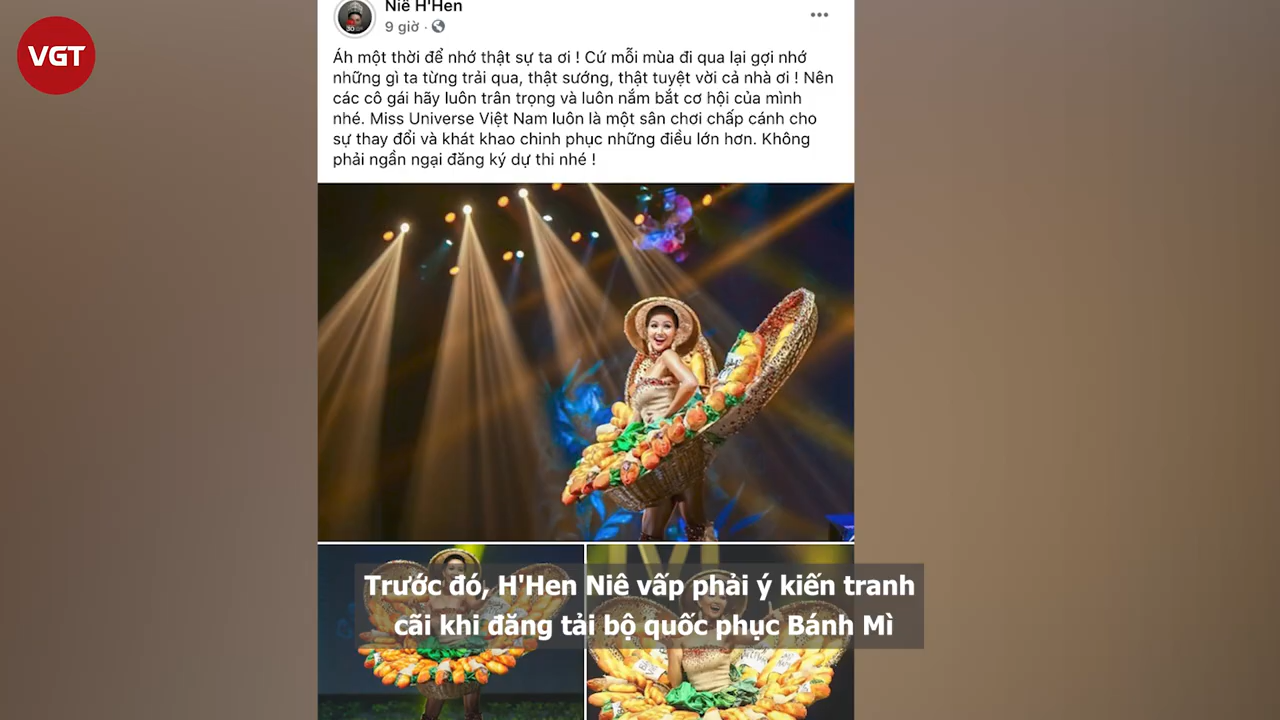 VGT
Niê H'Hen
9 giờ ·
Áh một thời để nhớ thật sự ta ơi ! Cứ mỗi mùa đi qua lại gợi nhớ
những gì ta từng trải qua, thật sướng, thật tuyệt vời cả nhà ơi ! Nên
các cô gái hãy luôn trân trọng và luôn nắm bắt cơ hội của mình
nhé. Miss Universe Việt Nam luôn là một sân chơi chấp cánh cho
sự thay đổi và khát khao chinh phục những điều lớn hơn. Không
phải ngần ngại đăng ký dự thi nhé !
Trước đó, H'Hen Niê vấp phải ý kiến tranh
cãi khi đăng tải bộ quốc phục Bánh Mì